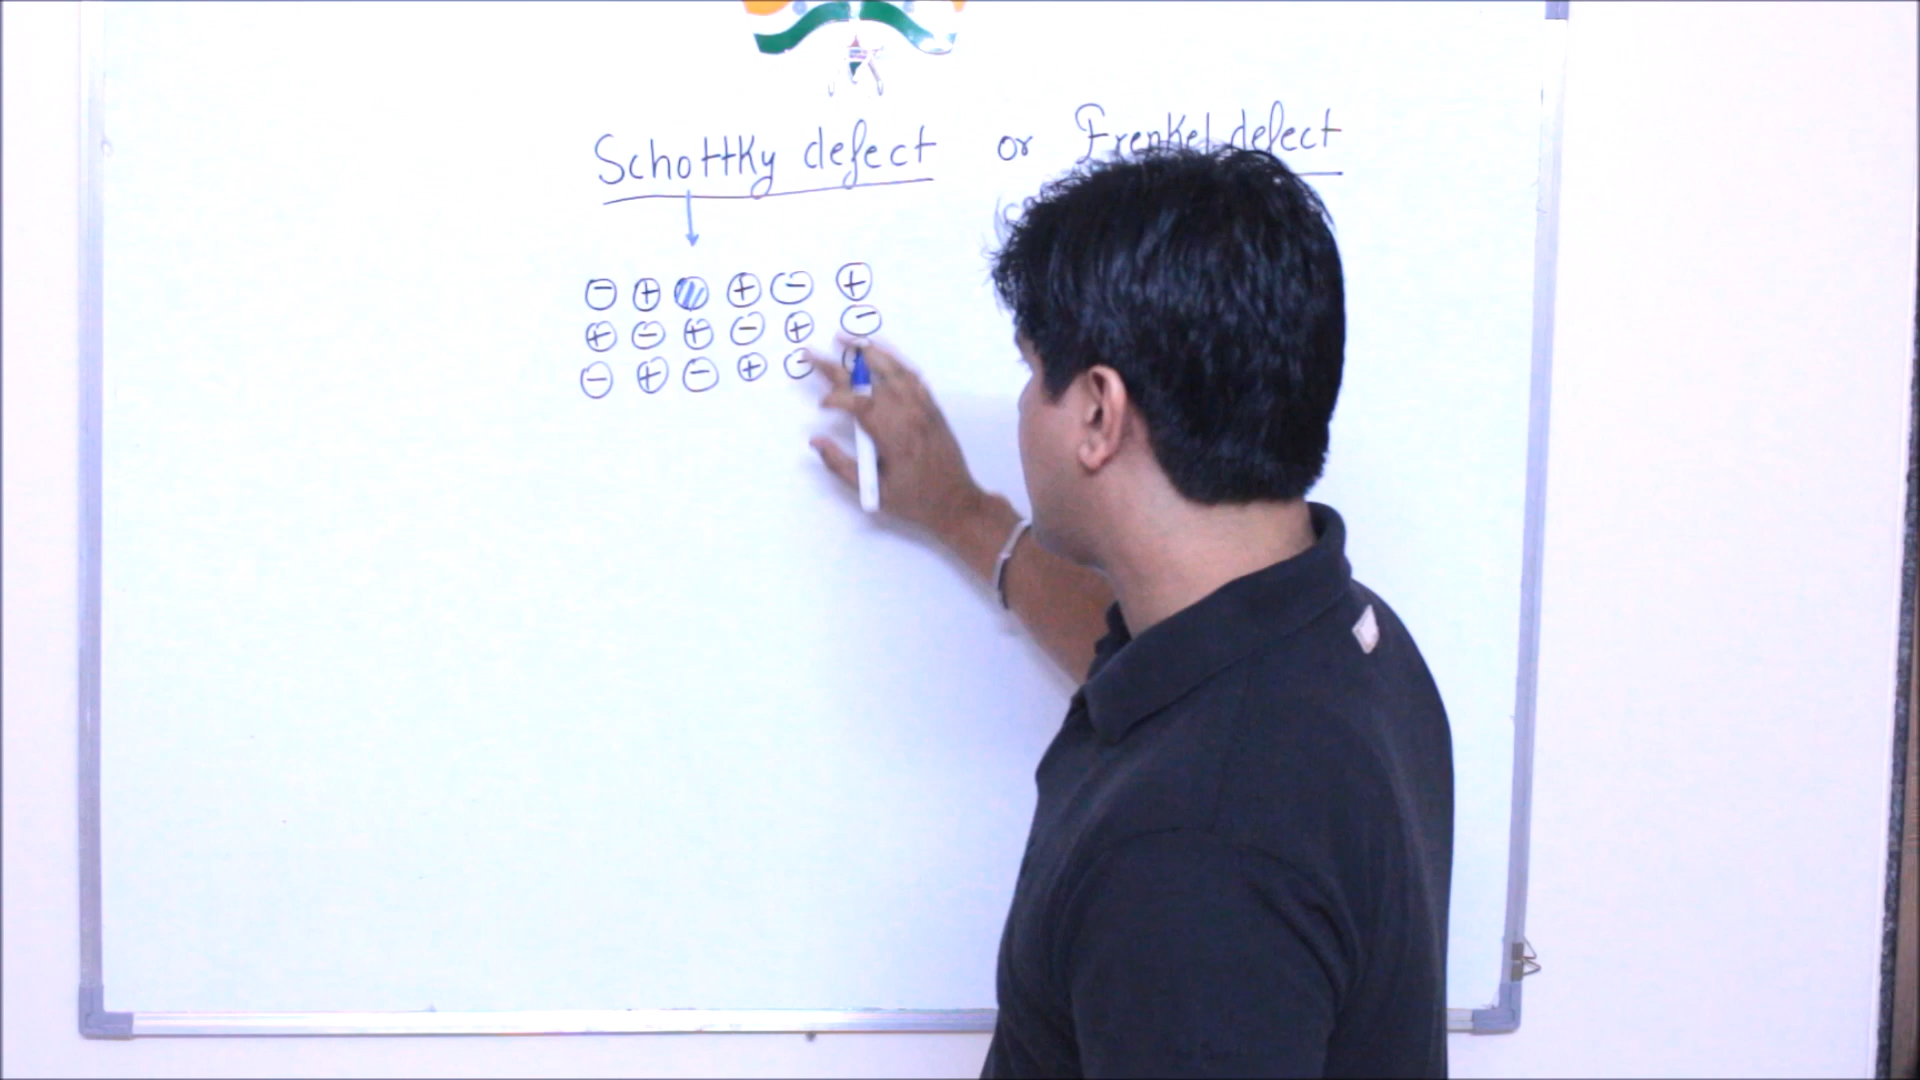 Schottky defect or Frenkel defect
⊖ ⊕ ⊕ ⊖ ⊕
⊕ ⊖ ⊕ ⊖ ⊕ ⊖
⊖ ⊕ ⊖ ⊕ ⊖